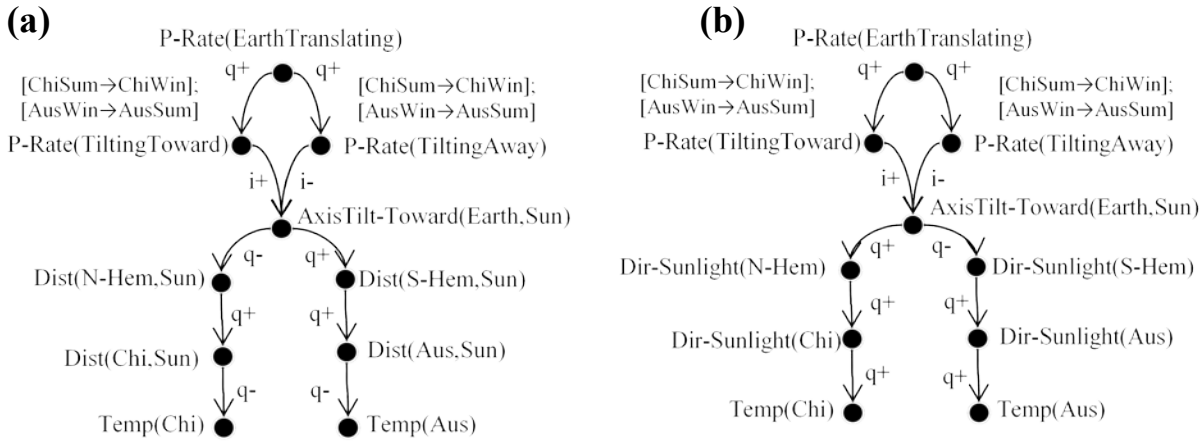 (a)
P-Rate(EarthTranslating)
q+ q+
[ChiSum→ChiWin]; [ChiSum→ChiWin];
[AusWin→AusSum] [AusWin→AusSum]
P-Rate(TiltingToward) P-Rate(TiltingAway)
i+ i-
AxisTilt-Toward(Earth,Sun)
q- q+
Dist(N-Hem,Sun) Dist(S-Hem,Sun)
q+ q+
Dist(Chi,Sun) Dist(Aus,Sun)
q- q-
Temp(Chi) Temp(Aus)
(b)
P-Rate(EarthTranslating)
q+ q+
[ChiSum→ChiWin]; [ChiSum→ChiWin];
[AusWin→AusSum] [AusWin→AusSum]
P-Rate(TiltingToward) P-Rate(TiltingAway)
i+ i-
AxisTilt-Toward(Earth,Sun)
q+ q-
Dir-Sunlight(N-Hem) Dir-Sunlight(S-Hem)
q+ q+
Dir-Sunlight(Chi) Dir-Sunlight(Aus)
q+ q+
Temp(Chi) Temp(Aus)